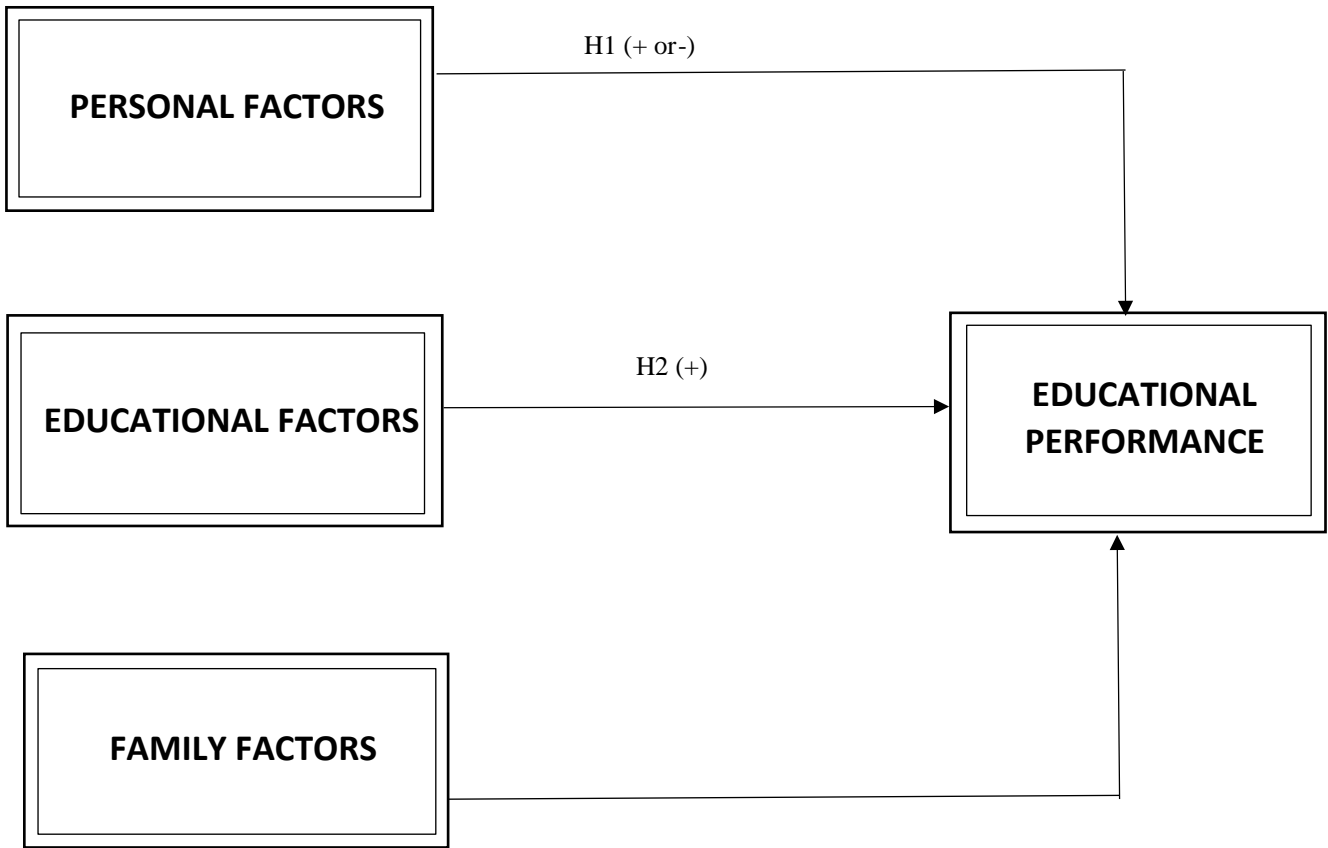 H1 (+ or-)
PERSONAL FACTORS
H2 (+)
EDUCATIONAL FACTORS
EDUCATIONAL
PERFORMANCE
FAMILY FACTORS